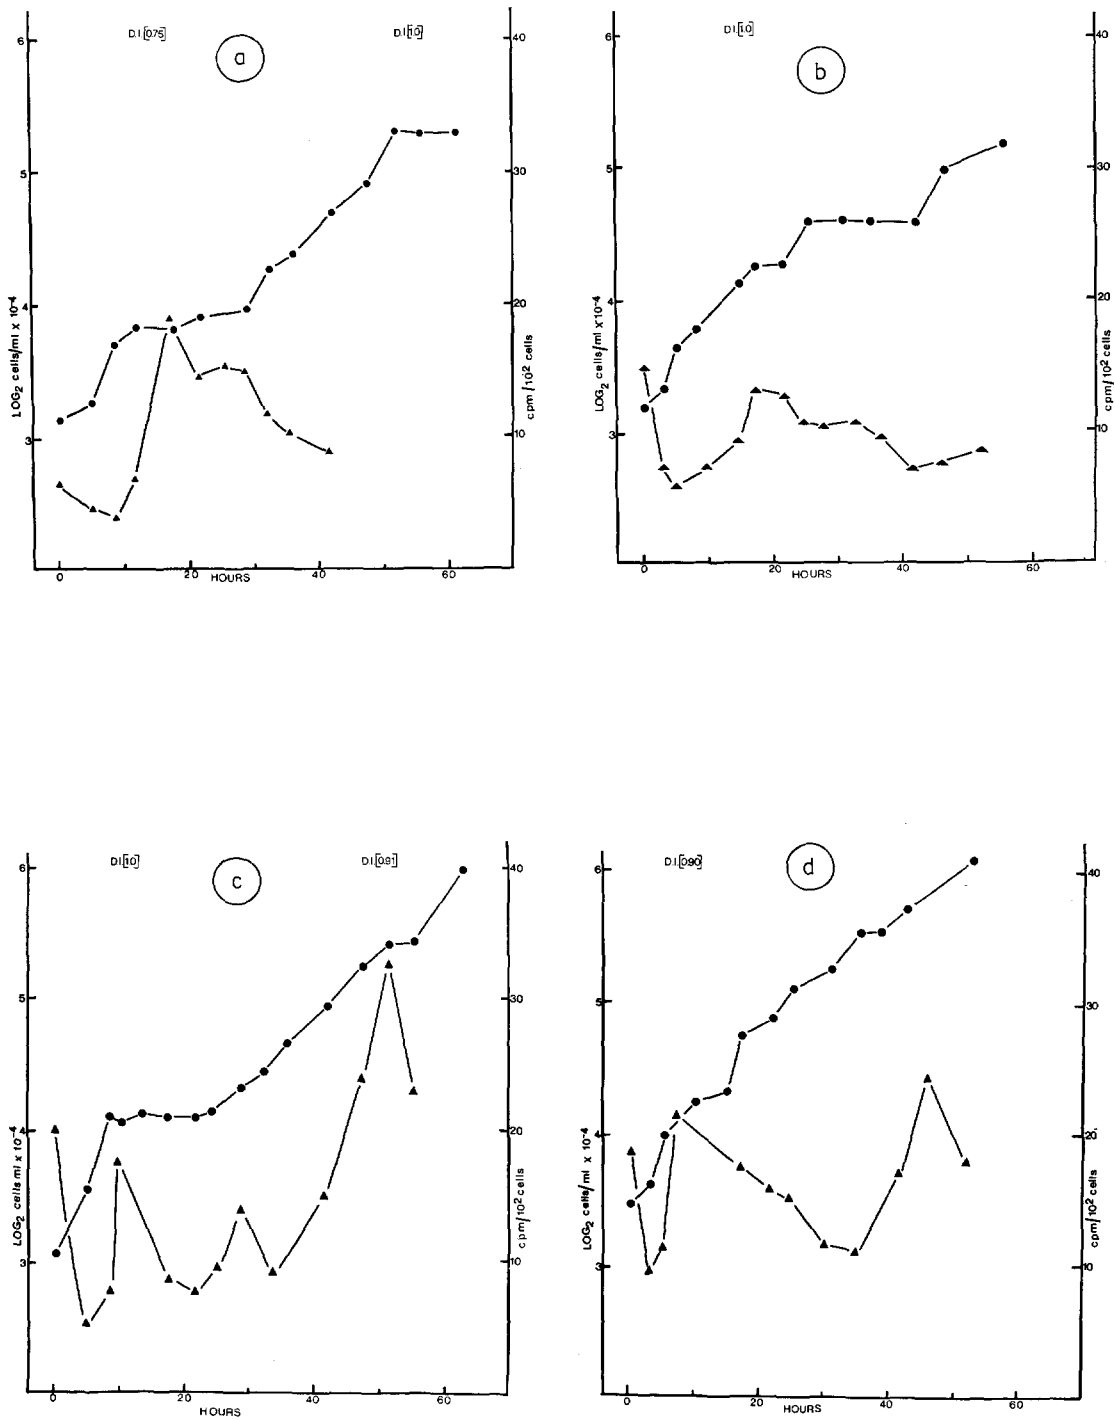 D.I.[0.75]
D.I.[1.0]
a
6
5
4
3
LOG2 cells/ml x 10-4
40
30
20
10
cpm/102 cells
0
20
40
60
HOURS
D.I.[1.0]
b
6
5
4
3
LOG2 cells/ml x10-4
40
30
20
10
cpm/102 cells
0
20
40
60
HOURS
D.I.[1.0]
D.I.[0.91]
c
6
5
4
3
LOG2 cells ml x 10-4
40
30
20
10
cpm/102 cells
0
20
40
60
HOURS
D.I.[0.90]
d
6
5
4
3
LOG2 cells/ml x 10-4
40
30
20
10
cpm/102 cells
0
20
40
60
HOURS